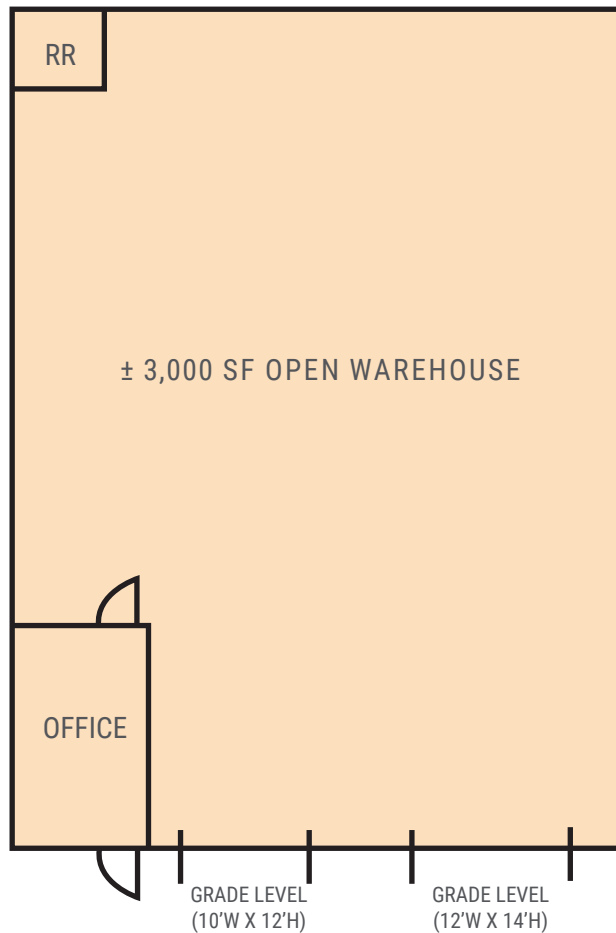 RR
± 3,000 SF OPEN WAREHOUSE
OFFICE
GRADE LEVEL
(10'W X 12'H)
GRADE LEVEL
(12'W X 14'H)